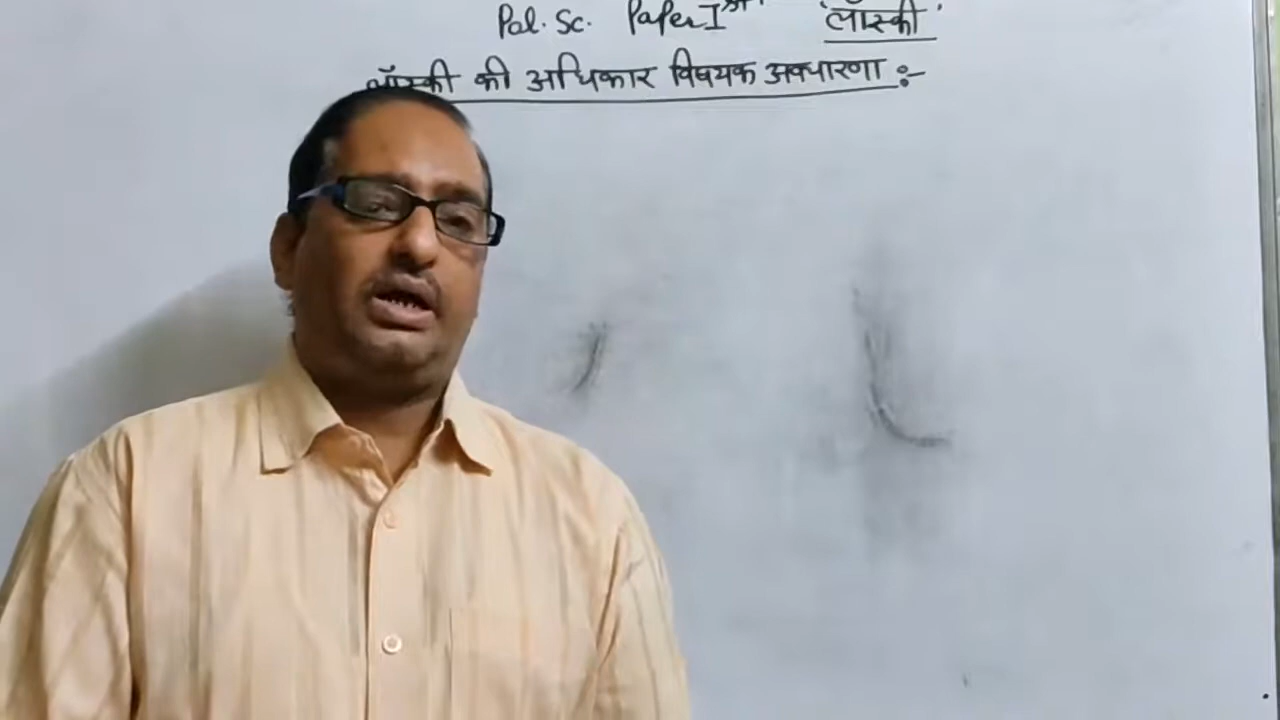 Pol. Sc. Paper I 'लॉस्की'
लॉस्की की अधिकार विषयक अवधारणा :-